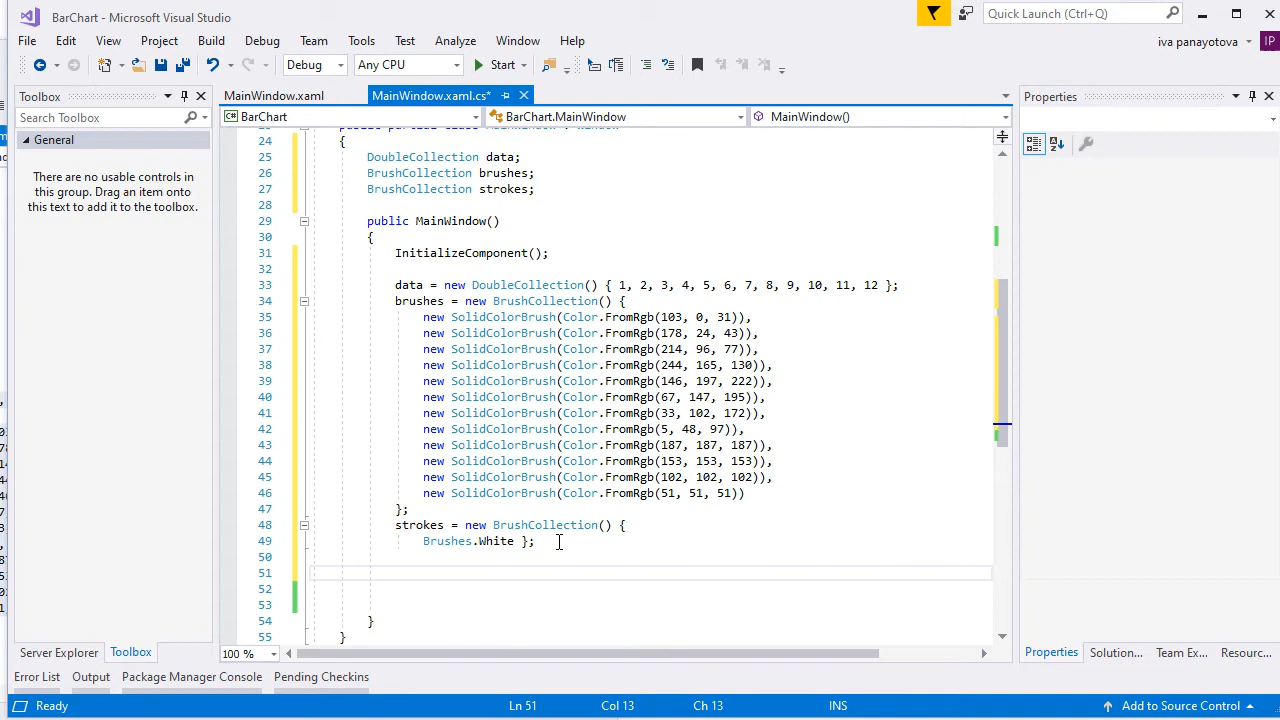 BarChart - Microsoft Visual Studio
Quick Launch (Ctrl+Q)
File Edit View Project Build Debug Team Tools Test Analyze Window Help
iva panayotova IP
Debug Any CPU Start
Toolbox
MainWindow.xaml MainWindow.xaml.cs*
Properties
Search Toolbox
BarChart BarChart.MainWindow MainWindow()
General
There are no usable controls in
this group. Drag an item onto
this text to add it to the toolbox.
24 {
25 DoubleCollection data;
26 BrushCollection brushes;
27 BrushCollection strokes;
28
29 public MainWindow()
30 {
31 InitializeComponent();
32
33 data = new DoubleCollection() { 1, 2, 3, 4, 5, 6, 7, 8, 9, 10, 11, 12 };
34 brushes = new BrushCollection() {
35 new SolidColorBrush(Color.FromRgb(103, 0, 31)),
36 new SolidColorBrush(Color.FromRgb(178, 24, 43)),
37 new SolidColorBrush(Color.FromRgb(214, 96, 77)),
38 new SolidColorBrush(Color.FromRgb(244, 165, 130)),
39 new SolidColorBrush(Color.FromRgb(146, 197, 222)),
40 new SolidColorBrush(Color.FromRgb(67, 147, 195)),
41 new SolidColorBrush(Color.FromRgb(33, 102, 172)),
42 new SolidColorBrush(Color.FromRgb(5, 48, 97)),
43 new SolidColorBrush(Color.FromRgb(187, 187, 187)),
44 new SolidColorBrush(Color.FromRgb(153, 153, 153)),
45 new SolidColorBrush(Color.FromRgb(102, 102, 102)),
46 new SolidColorBrush(Color.FromRgb(51, 51, 51))
47 };
48 strokes = new BrushCollection() {
49 Brushes.White };
50
51
52
53
54 }
55 }
Server Explorer Toolbox
100 %
Properties Solution... Team Ex... Resourc...
Error List Output Package Manager Console Pending Checkins
Ready Ln 51 Col 13 Ch 13 INS Add to Source Control